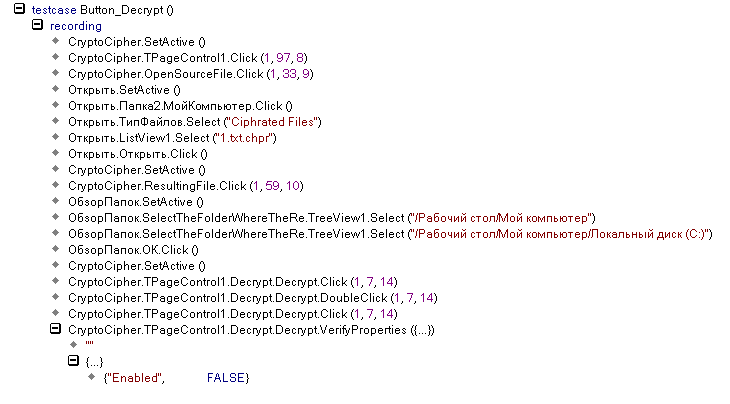 testcase Button_Decrypt ()
recording
CryptoCipher.SetActive ()
CryptoCipher.TPageControl1.Click (1, 97, 8)
CryptoCipher.OpenSourceFile.Click (1, 33, 9)
Открыть.SetActive ()
Открыть.Папка2.МойКомпьютер.Click ()
Открыть.ТипФайлов.Select ("Ciphrated Files")
Открыть.ListView1.Select ("1.txt.chpr")
Открыть.Открыть.Click ()
CryptoCipher.SetActive ()
CryptoCipher.ResultingFile.Click (1, 59, 10)
ОбзорПапок.SetActive ()
ОбзорПапок.SelectTheFolderWhereTheRe.TreeView1.Select ("/Рабочий стол/Мой компьютер")
ОбзорПапок.SelectTheFolderWhereTheRe.TreeView1.Select ("/Рабочий стол/Мой компьютер/Локальный диск (C:)")
ОбзорПапок.ОК.Click ()
CryptoCipher.SetActive ()
CryptoCipher.TPageControl1.Decrypt.Decrypt.Click (1, 7, 14)
CryptoCipher.TPageControl1.Decrypt.Decrypt.DoubleClick (1, 7, 14)
CryptoCipher.TPageControl1.Decrypt.Decrypt.Click (1, 7, 14)
CryptoCipher.TPageControl1.Decrypt.Decrypt.VerifyProperties ({...})
""
{...}
{"Enabled", FALSE}